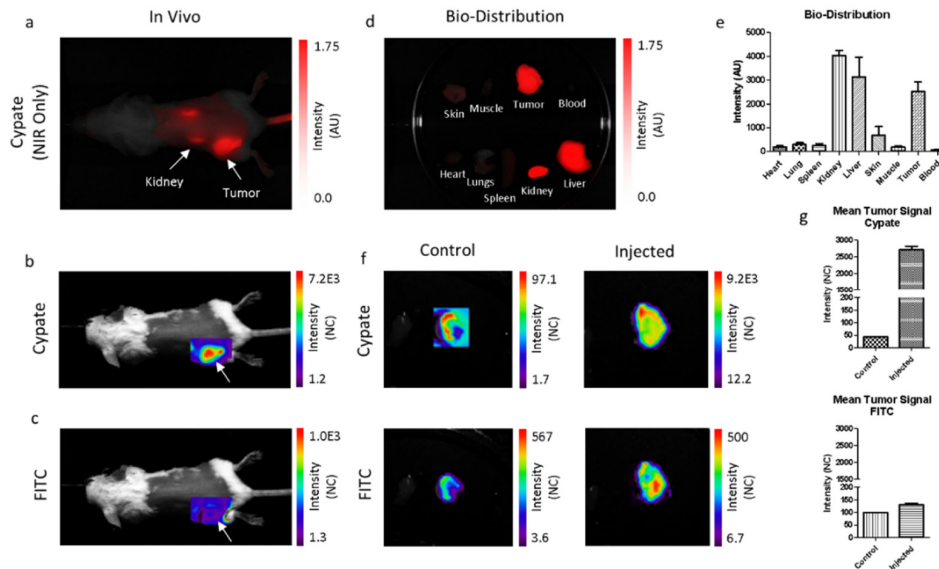 In Vivo
a
Cypate
(NIR Only)
Kidney
Tumor
1.75
Intensity
(AU)
0.0
d
Bio-Distribution
Skin
Muscle
Tumor
Blood
Heart
Lungs
Spleen
Kidney
Liver
1.75
Intensity
(AU)
0.0
e
Bio-Distribution
Intensity (AU)
5000
4000
3000
2000
1000
0
Heart
Lung
Spleen
Kidney
Liver
Skin
Muscle
Tumor
Blood
b
Cypate
7.2E3
Intensity
(NC)
1.2
c
FITC
1.0E3
Intensity
(NC)
1.3
f
Control
Injected
Cypate
97.1
Intensity
(NC)
1.7
9.2E3
Intensity
(NC)
12.2
FITC
567
Intensity
(NC)
3.6
500
Intensity
(NC)
6.7
g
Mean Tumor Signal
Cypate
Intensity (NC)
3000
2500
2000
200
150
100
50
0
Control
Injected
Mean Tumor Signal
FITC
Intensity (NC)
3000
2500
2000
200
150
100
50
0
Control
Injected